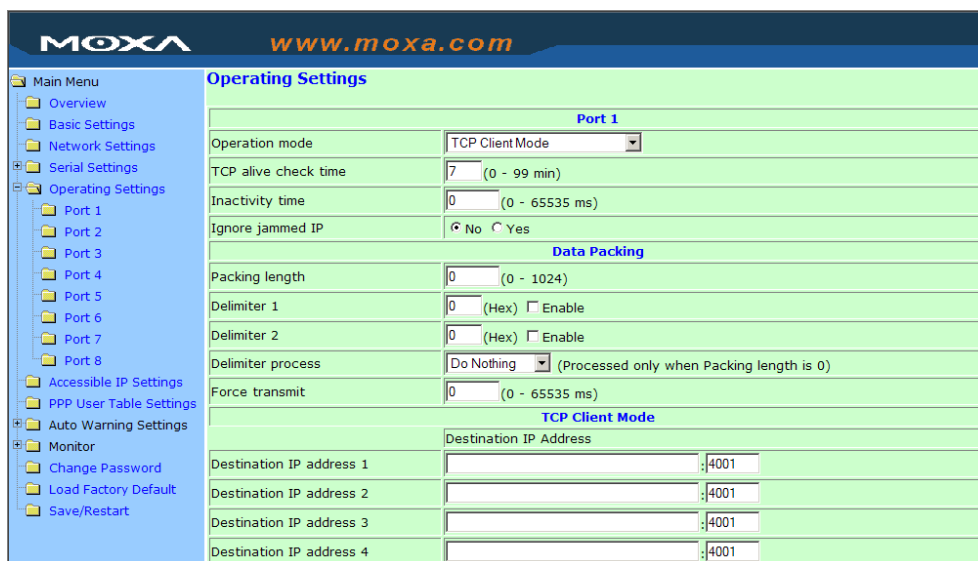 MOXA www.moxa.com
Main Menu
Overview
Basic Settings
Network Settings
Serial Settings
Operating Settings
Port 1
Port 2
Port 3
Port 4
Port 5
Port 6
Port 7
Port 8
Accessible IP Settings
PPP User Table Settings
Auto Warning Settings
Monitor
Change Password
Load Factory Default
Save/Restart
Operating Settings
Port 1
Operation mode TCP Client Mode
TCP alive check time 7 (0 - 99 min)
Inactivity time 0 (0 - 65535 ms)
Ignore jammed IP No Yes
Data Packing
Packing length 0 (0 - 1024)
Delimiter 1 0 (Hex) Enable
Delimiter 2 0 (Hex) Enable
Delimiter process Do Nothing (Processed only when Packing length is 0)
Force transmit 0 (0 - 65535 ms)
TCP Client Mode
Destination IP Address
Destination IP address 1 :4001
Destination IP address 2 :4001
Destination IP address 3 :4001
Destination IP address 4 :4001